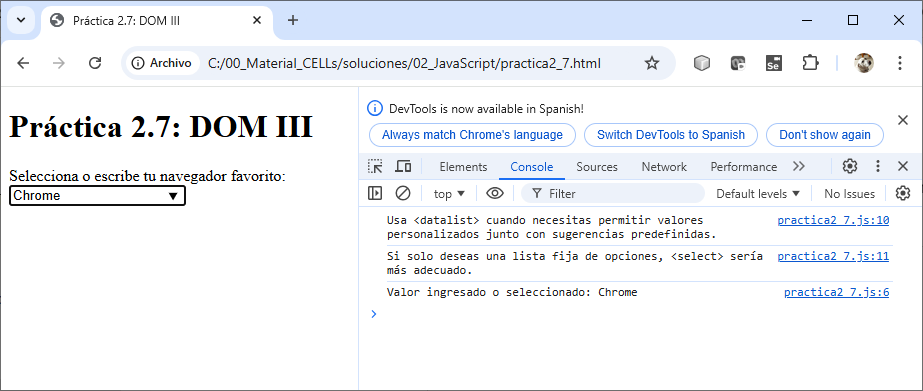 Práctica 2.7: DOM III
Archivo C:/00_Material_CELLs/soluciones/02_JavaScript/practica2_7.html
Práctica 2.7: DOM III
Selecciona o escribe tu navegador favorito:
Chrome
DevTools is now available in Spanish!
Always match Chrome's language Switch DevTools to Spanish Don't show again
Elements Console Sources Network Performance
top Filter Default levels No Issues
Usa <datalist> cuando necesitas permitir valores practica2_7.js:10
personalizados junto con sugerencias predefinidas.
Si solo deseas una lista fija de opciones, <select> sería practica2_7.js:11
más adecuado.
Valor ingresado o seleccionado: Chrome practica2_7.js:6